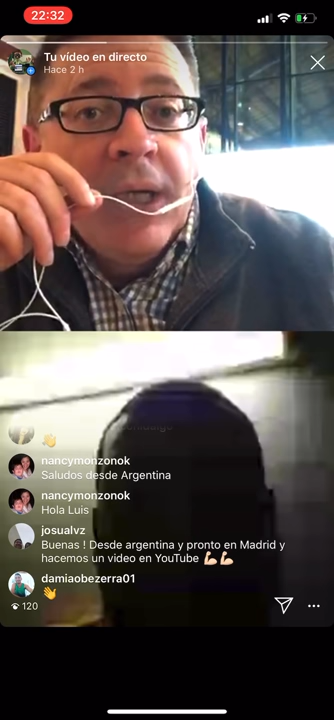 22:32
Tu vídeo en directo
Hace 2 h
nancymonzonok
Saludos desde Argentina
nancymonzonok
Hola Luis
josualvz
Buenas ! Desde argentina y pronto en Madrid y
hacemos un video en YouTube 💪🏻💪🏻
damiaobezerra01
👋
120